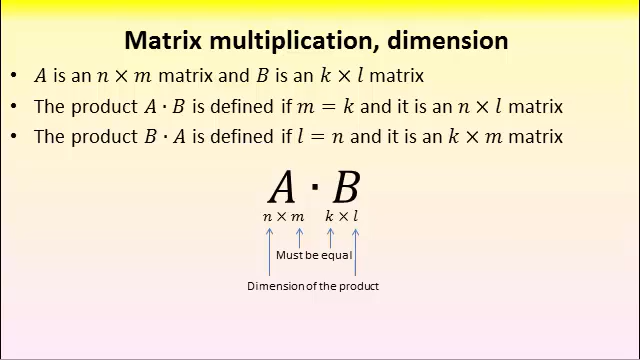 Matrix multiplication, dimension
• A is an n × m matrix and B is an k × l matrix
• The product A · B is defined if m = k and it is an n × l matrix
• The product B · A is defined if l = n and it is an k × m matrix
A · B
n × m k × l
Must be equal
Dimension of the product